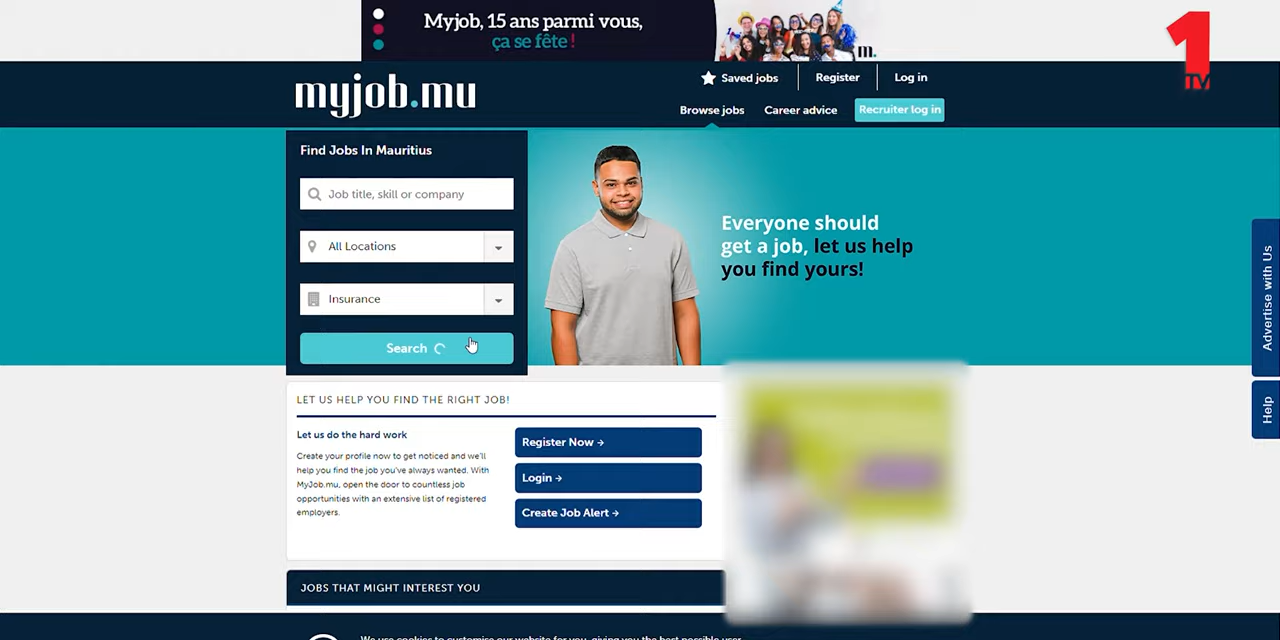 Myjob, 15 ans parmi vous,
ça se fête !
m.
1
TV
myjob.mu
Saved jobs
Register
Log in
Browse jobs
Career advice
Recruiter log in
Find Jobs In Mauritius
Job title, skill or company
All Locations
Insurance
Search
Everyone should
get a job, let us help
you find yours!
Advertise with Us
Help
LET US HELP YOU FIND THE RIGHT JOB!
Let us do the hard work
Create your profile now to get noticed and we'll
help you find the job you've always wanted. With
MyJob.mu, open the door to countless job
opportunities with an extensive list of registered
employers.
Register Now →
Login →
Create Job Alert →
JOBS THAT MIGHT INTEREST YOU
We use cookies to customise our website for you, giving you the best possible user